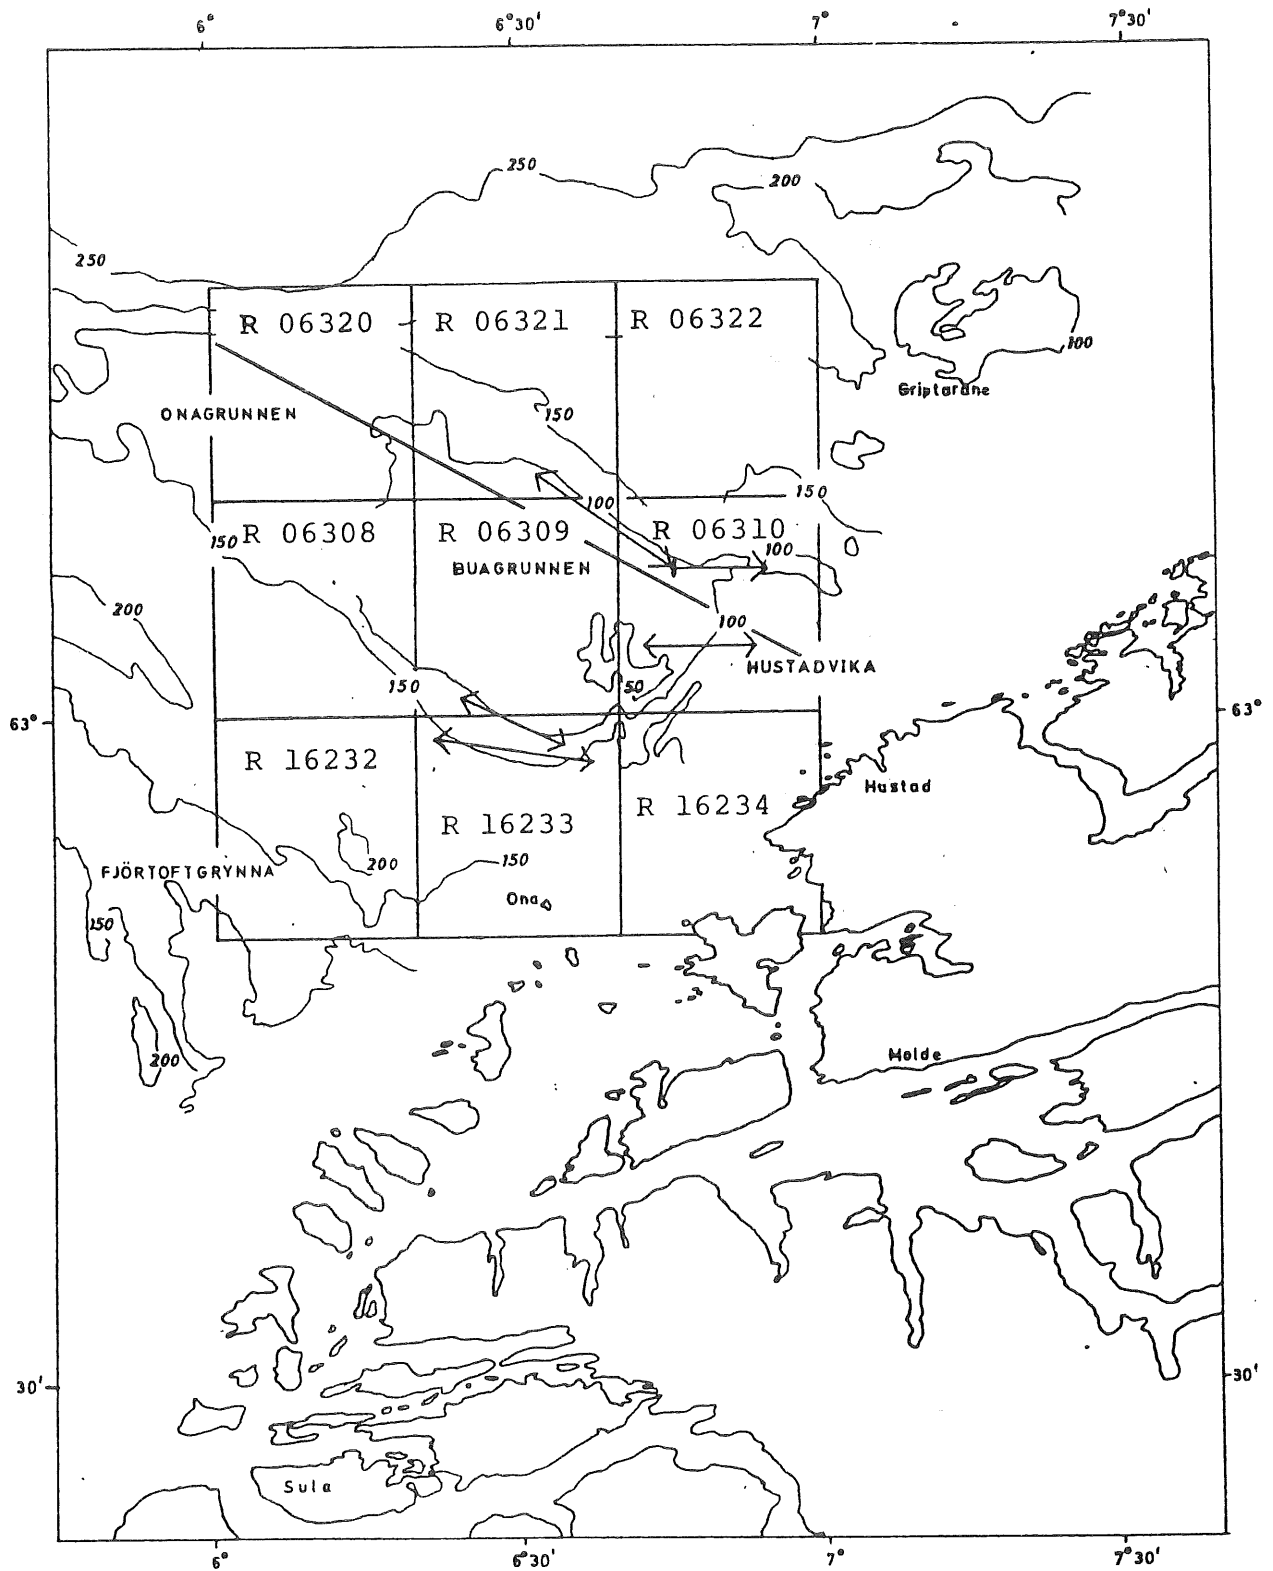 6° 6°30' 7° 7°30'
250
200
250
R 06320 R 06321 R 06322
100
Griptarane
ONAGRUNNEN
150
150
100
150 R 06308 R 06309 R 06310
100
BUAGRUNNEN
200
100
HUSTADVIKA
150
50
63° 63°
R 16232
Hustad
R 16234
R 16233
200
150
FJÖRTOFTGRYNNA
Ona
150
Molde
200
30' 30'
Sula
6° 6°30' 7° 7°30'